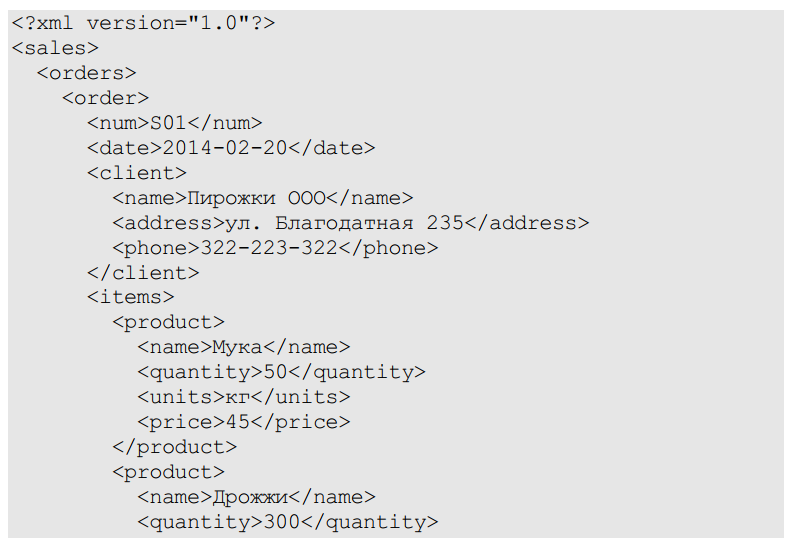 <?xml version="1.0"?>
<sales>
<orders>
<order>
<num>S01</num>
<date>2014-02-20</date>
<client>
<name>Пирожки ООО</name>
<address>ул. Благодатная 235</address>
<phone>322-223-322</phone>
</client>
<items>
<product>
<name>Мука</name>
<quantity>50</quantity>
<units>кг</units>
<price>45</price>
</product>
<product>
<name>Дрожжи</name>
<quantity>300</quantity>